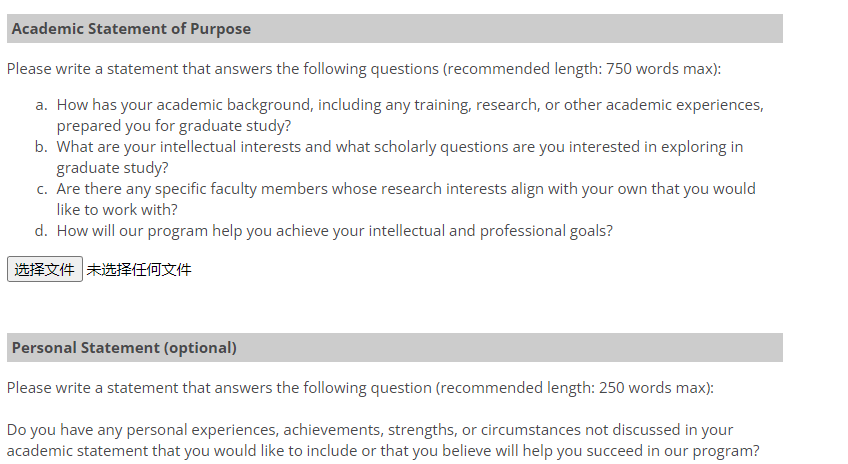 Academic Statement of Purpose
Please write a statement that answers the following questions (recommended length: 750 words max):
a. How has your academic background, including any training, research, or other academic experiences,
prepared you for graduate study?
b. What are your intellectual interests and what scholarly questions are you interested in exploring in
graduate study?
c. Are there any specific faculty members whose research interests align with your own that you would
like to work with?
d. How will our program help you achieve your intellectual and professional goals?
选择文件 未选择任何文件
Personal Statement (optional)
Please write a statement that answers the following question (recommended length: 250 words max):
Do you have any personal experiences, achievements, strengths, or circumstances not discussed in your
academic statement that you would like to include or that you believe will help you succeed in our program?